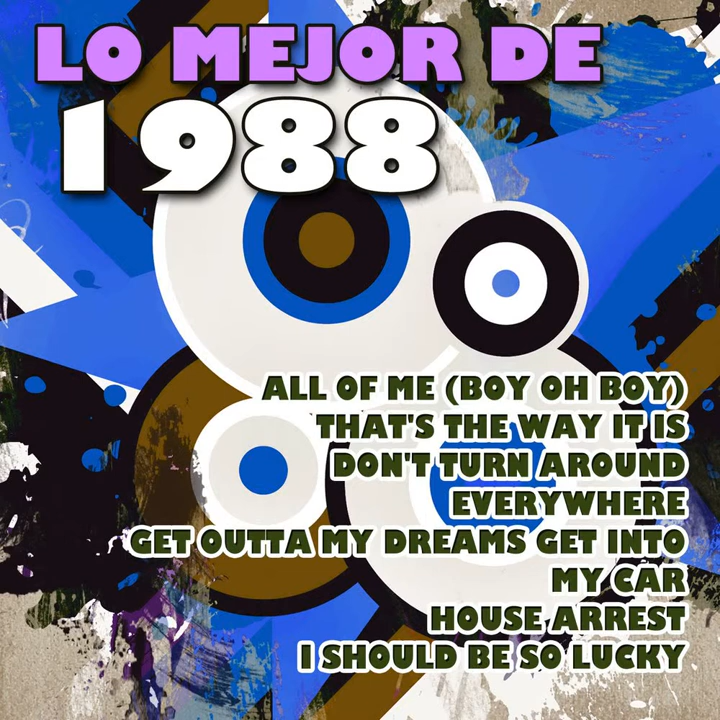 LO MEJOR DE
1988
ALL OF ME (BOY OH BOY)
THAT'S THE WAY IT IS
DON'T TURN AROUND
EVERYWHERE
GET OUTTA MY DREAMS GET INTO
MY CAR
HOUSE ARREST
I SHOULD BE SO LUCKY